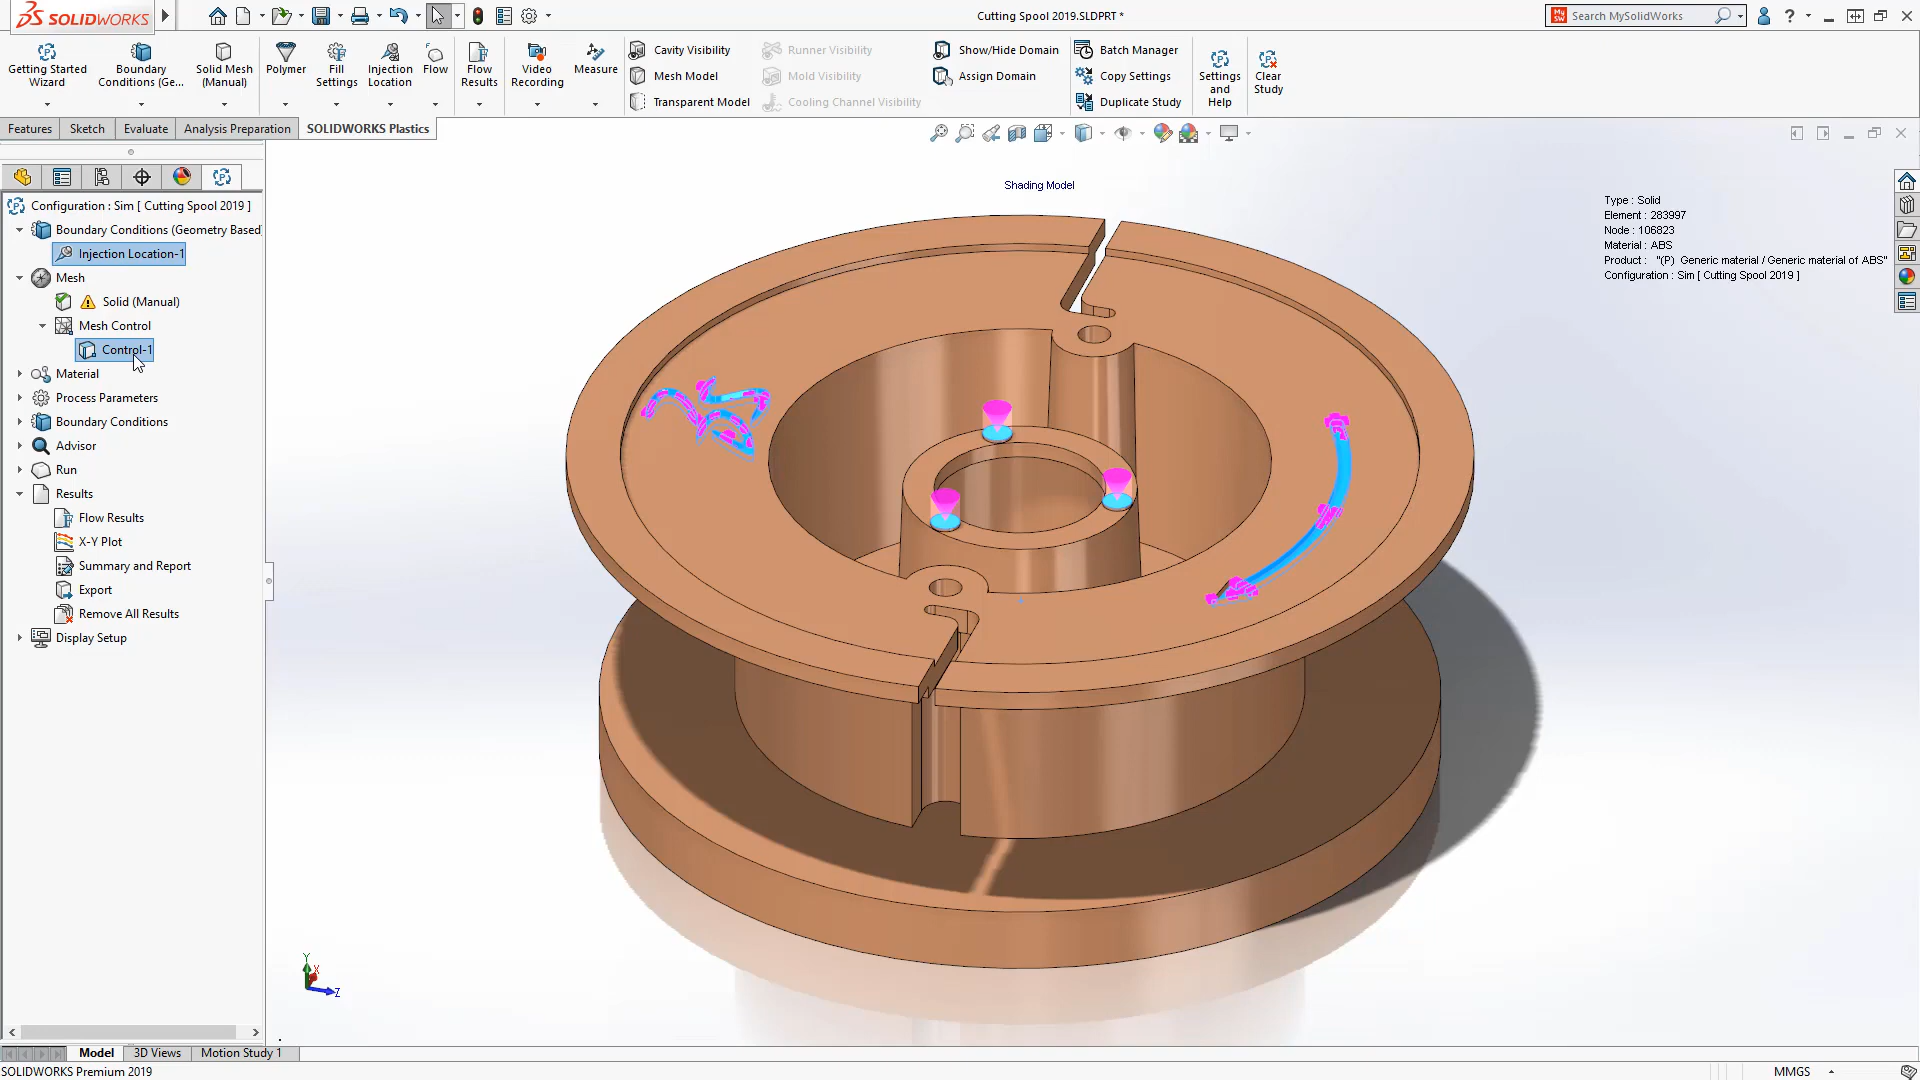 SOLIDWORKS
Cutting Spool 2019.SLDPRT *
MySW
Search MySolidWorks
?
Getting Started Wizard
Boundary Conditions (Ge...
Solid Mesh (Manual)
Polymer
Fill Settings
Injection Location
Flow
Flow Results
Video Recording
Measure
Cavity Visibility
Mesh Model
Transparent Model
Runner Visibility
Mold Visibility
Cooling Channel Visibility
Show/Hide Domain
Assign Domain
Batch Manager
Copy Settings
Duplicate Study
Settings and Help
Clear Study
Features
Sketch
Evaluate
Analysis Preparation
SOLIDWORKS Plastics
Configuration : Sim [ Cutting Spool 2019 ]
Boundary Conditions (Geometry Based
Injection Location-1
Mesh
Solid (Manual)
Mesh Control
Control-1
Material
Process Parameters
Boundary Conditions
Advisor
Run
Results
Flow Results
X-Y Plot
Summary and Report
Export
Remove All Results
Display Setup
Shading Model
Type : Solid
Element : 283997
Node : 106823
Material : ABS
Product : "(P) Generic material / Generic material of ABS"
Configuration : Sim [ Cutting Spool 2019 ]
Y
X
Z
Model
3D Views
Motion Study 1
SOLIDWORKS Premium 2019
MMGS